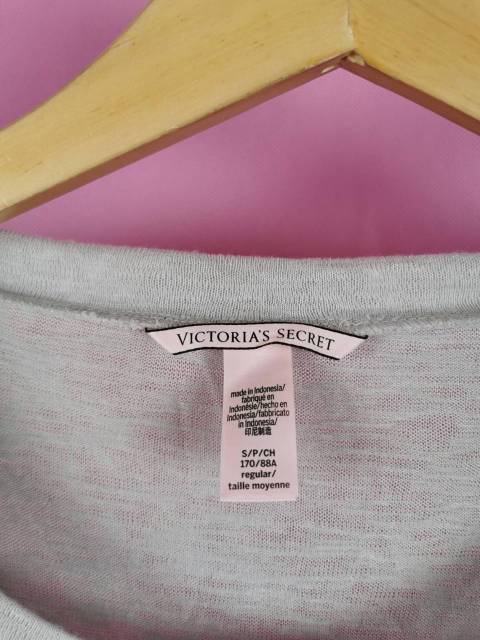 VICTORIA'S SECRET
made in Indonesia/
fabriqué en
Indonésie/hecho en
Indonesia/fabbricato
in Indonesia/
印尼制造
S/P/CH
170/88A
regular/
taille moyenne